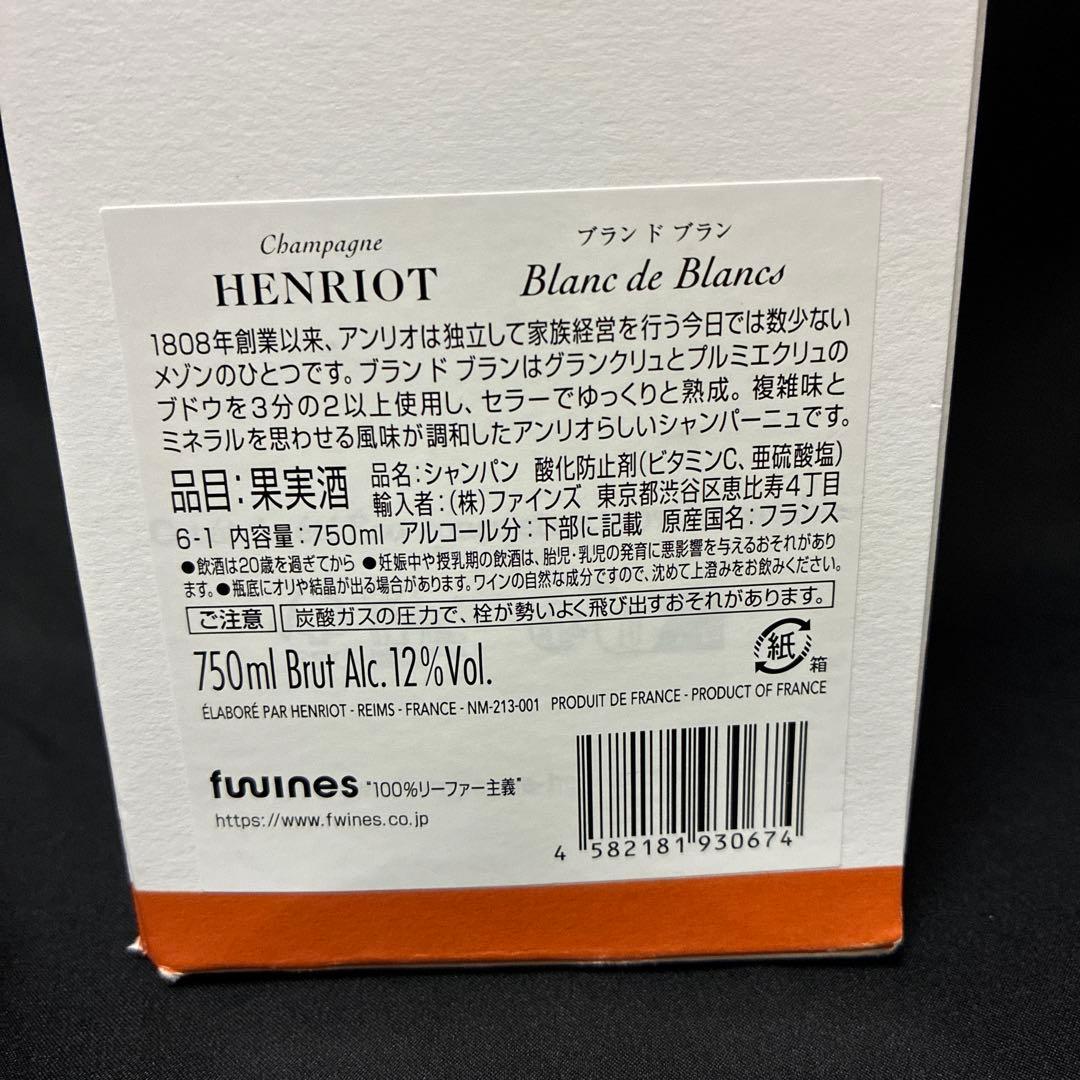 Champagne
HENRIOT
ブラン ド ブラン
Blanc de Blancs
1808年創業以来、アンリオは独立して家族経営を行う今日では数少ない
メゾンのひとつです。ブラン ド ブランはグランクリュとプルミエクリュの
ブドウを3分の2以上使用し、セラーでゆっくりと熟成。複雑味と
ミネラルを思わせる風味が調和したアンリオらしいシャンパーニュです。
品目:果実酒 品名:シャンパン 酸化防止剤(ビタミンC、亜硫酸塩)
輸入者:(株)ファインズ 東京都渋谷区恵比寿4丁目
6-1 内容量:750ml アルコール分:下部に記載 原産国名:フランス
●飲酒は20歳を過ぎてから ●妊娠中や授乳期の飲酒は、胎児・乳児の発育に悪影響を与えるおそれがあり
ます。●瓶底にオリや結晶が出る場合があります。ワインの自然な成分ですので、沈めて上澄みをお飲みください。
ご注意 炭酸ガスの圧力で、栓が勢いよく飛び出すおそれがあります。
750ml Brut Alc. 12%Vol.
紙 箱
ÉLABORÉ PAR HENRIOT - REIMS - FRANCE - NM-213-001 PRODUIT DE FRANCE - PRODUCT OF FRANCE
fwines "100%リーファー主義"
https://www.fwines.co.jp
4 582181 930674